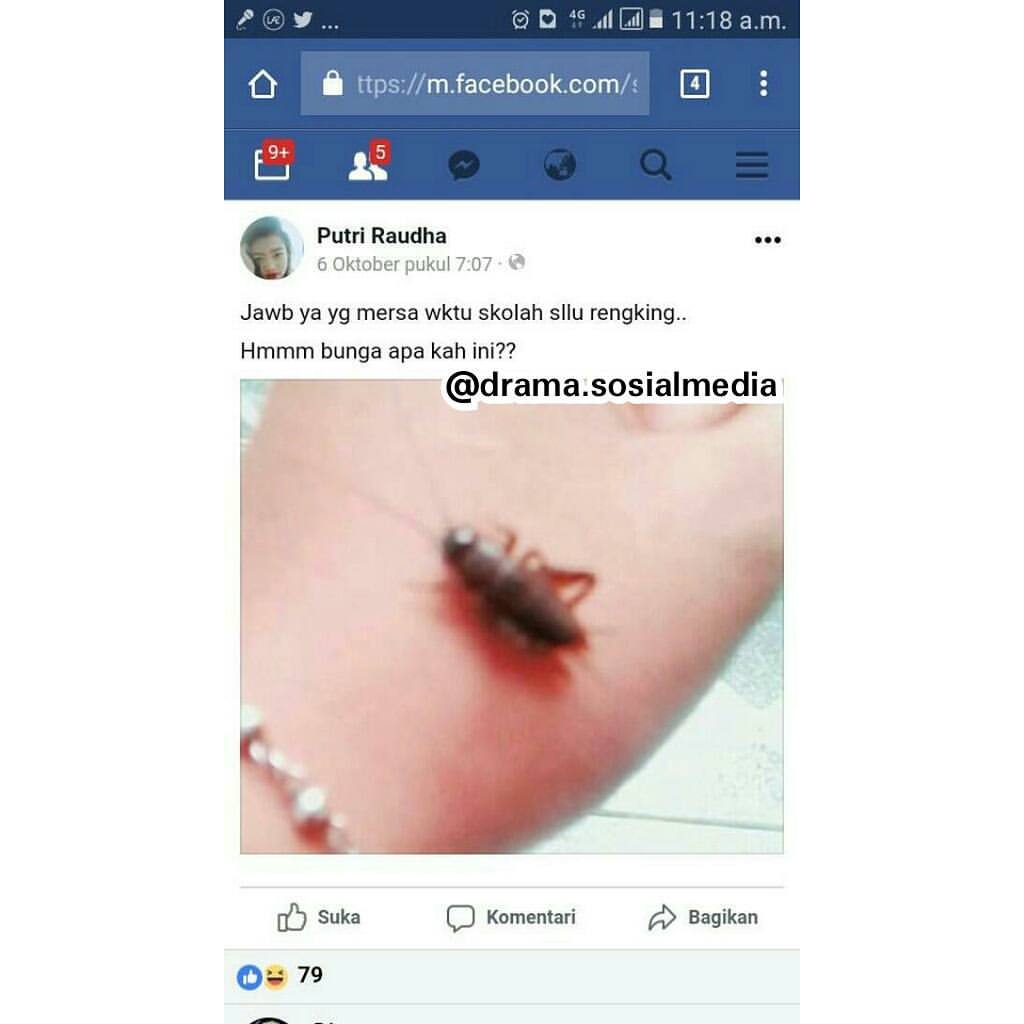 11:18 a.m.
4G
ttps://m.facebook.com/s
4
9+
5
Putri Raudha
6 Oktober pukul 7:07 ·
Jawb ya yg mersa wktu skolah sllu rengking..
Hmmm bunga apa kah ini??
@drama.sosialmedia
Suka Komentari Bagikan
79